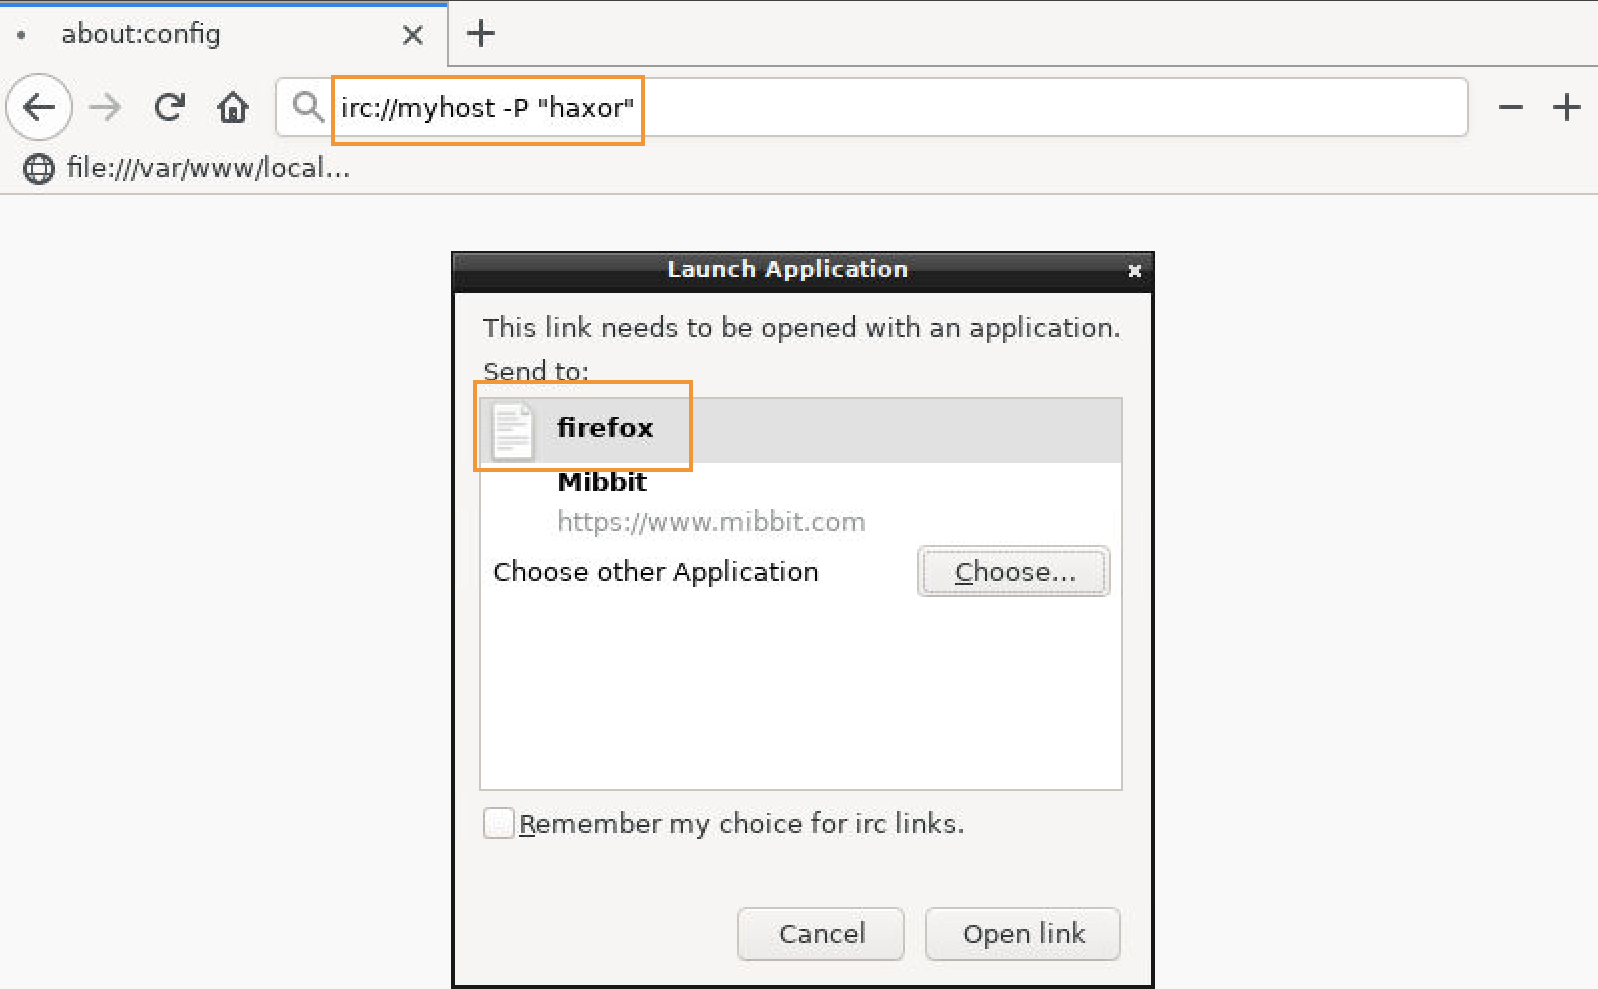 about:config
irc://myhost -P "haxor"
file:///var/www/local...
Launch Application
This link needs to be opened with an application.
Send to:
firefox
Mibbit
https://www.mibbit.com
Choose other Application
Choose...
Remember my choice for irc links.
Cancel
Open link